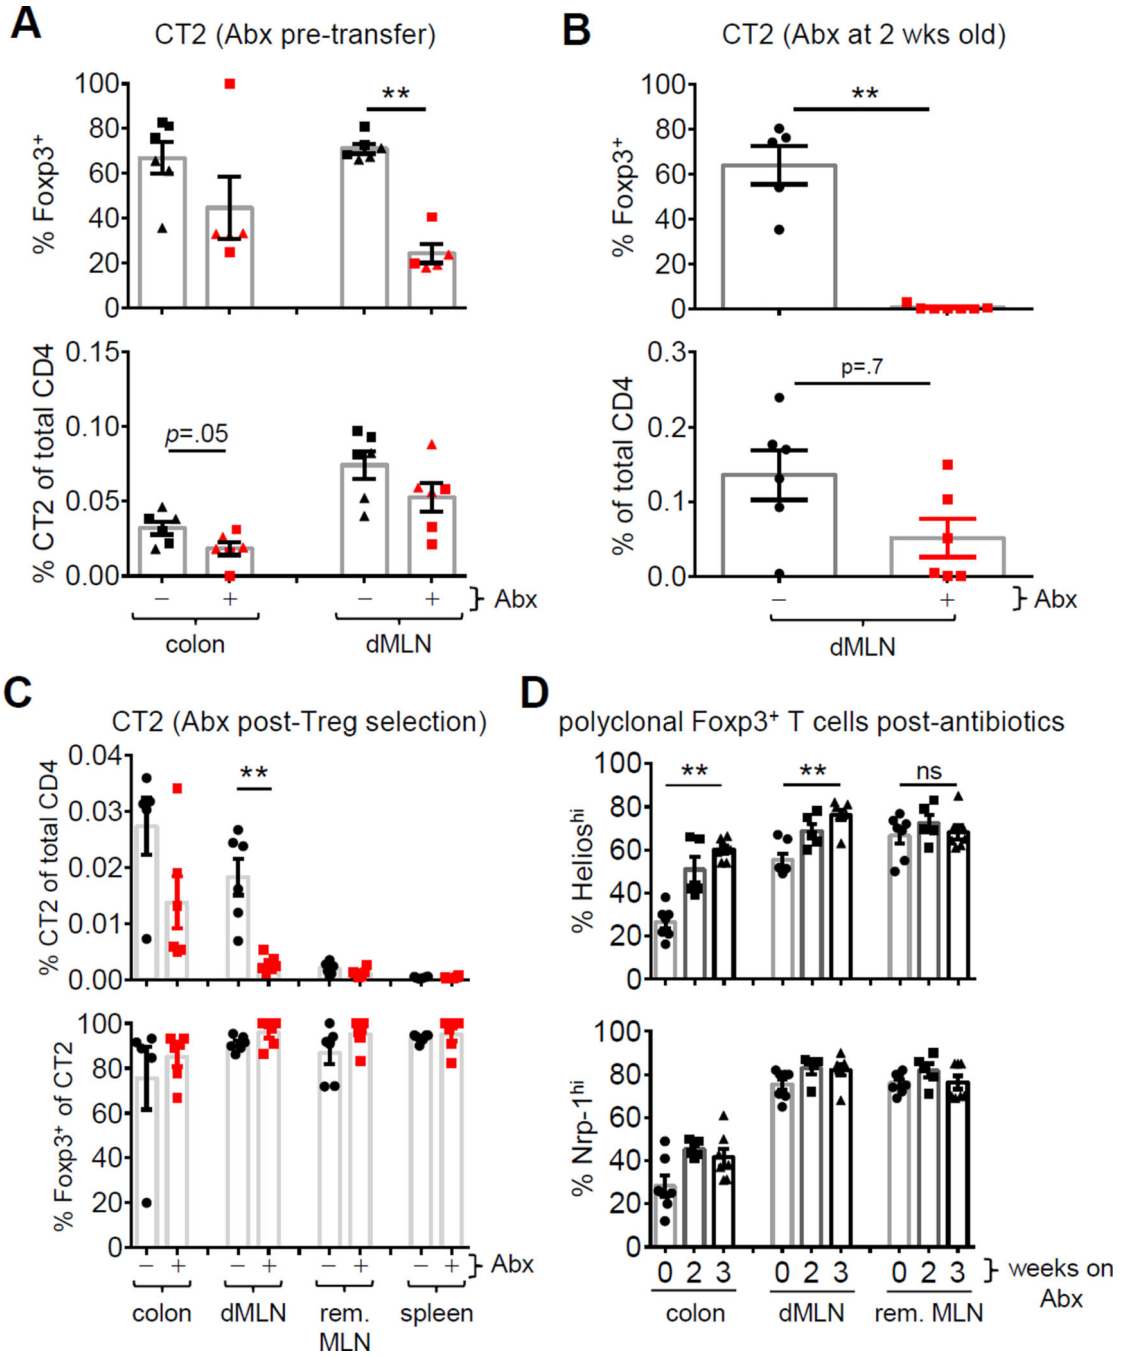 A
CT2 (Abx pre-transfer)
% Foxp3⁺
100
80
60
40
20
0
**
% CT2 of total CD4
0.15
0.10
0.05
0.00
p=.05
− + − + } Abx
colon dMLN
B
CT2 (Abx at 2 wks old)
% Foxp3⁺
100
80
60
40
20
0
**
% of total CD4
0.3
0.2
0.1
0.0
p=.7
− + } Abx
dMLN
C
CT2 (Abx post-Treg selection)
% CT2 of total CD4
0.04
0.03
0.02
0.01
0.00
**
% Foxp3⁺ of CT2
100
80
60
40
20
0
− + − + − + − + } Abx
colon dMLN rem. spleen
MLN
D
polyclonal Foxp3⁺ T cells post-antibiotics
% Helios^hi
100
80
60
40
20
0
** ** ns
% Nrp-1^hi
100
80
60
40
20
0
0 2 3 0 2 3 0 2 3 } weeks on
Abx
colon dMLN rem. MLN